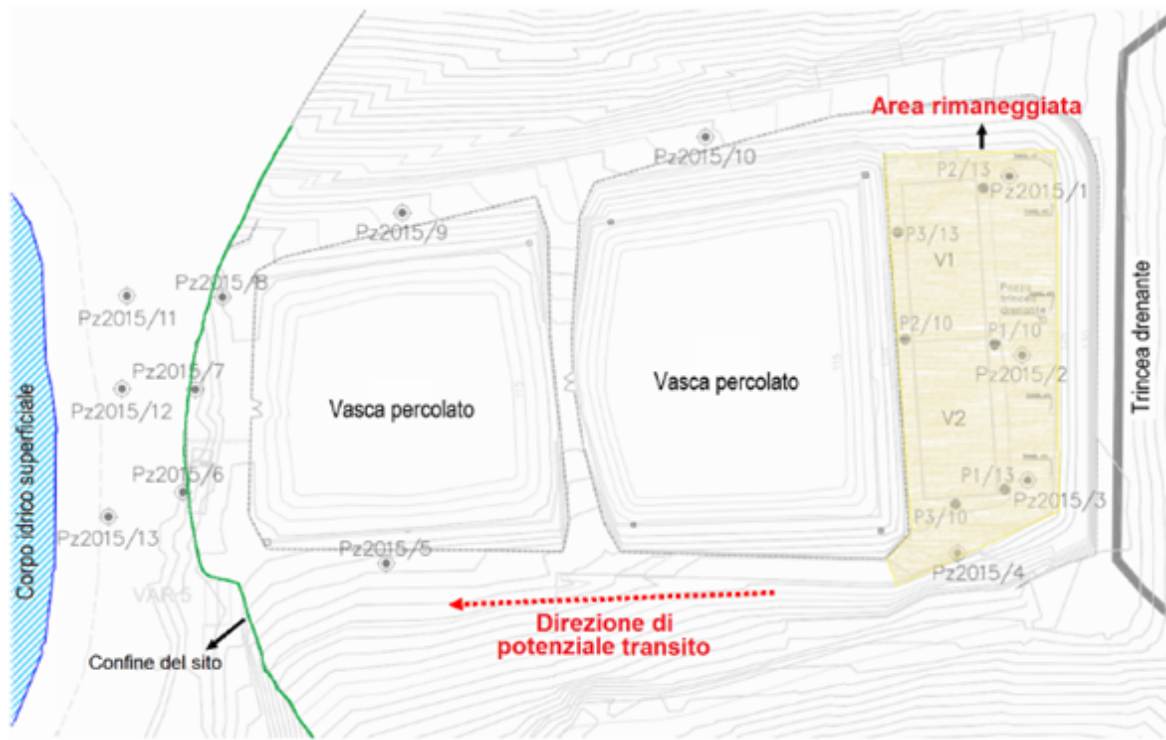 Area rimaneggiata
Pz2015/10
P2/13
Pz2015/1
Pz2015/9
P3/13
V1
Pz2015/8
Pz2015/11
Pozzo
trincea
drenante
P2/10
P1/10
Pz2015/2
Pz2015/7
Pz2015/12
Vasca percolato
Vasca percolato
Trincea drenante
V2
Corpo idrico superficiale
Pz2015/6
P1/13
Pz2015/3
P3/10
Pz2015/13
Pz2015/5
Pz2015/4
VAR 5
Direzione di
potenziale transito
Confine del sito